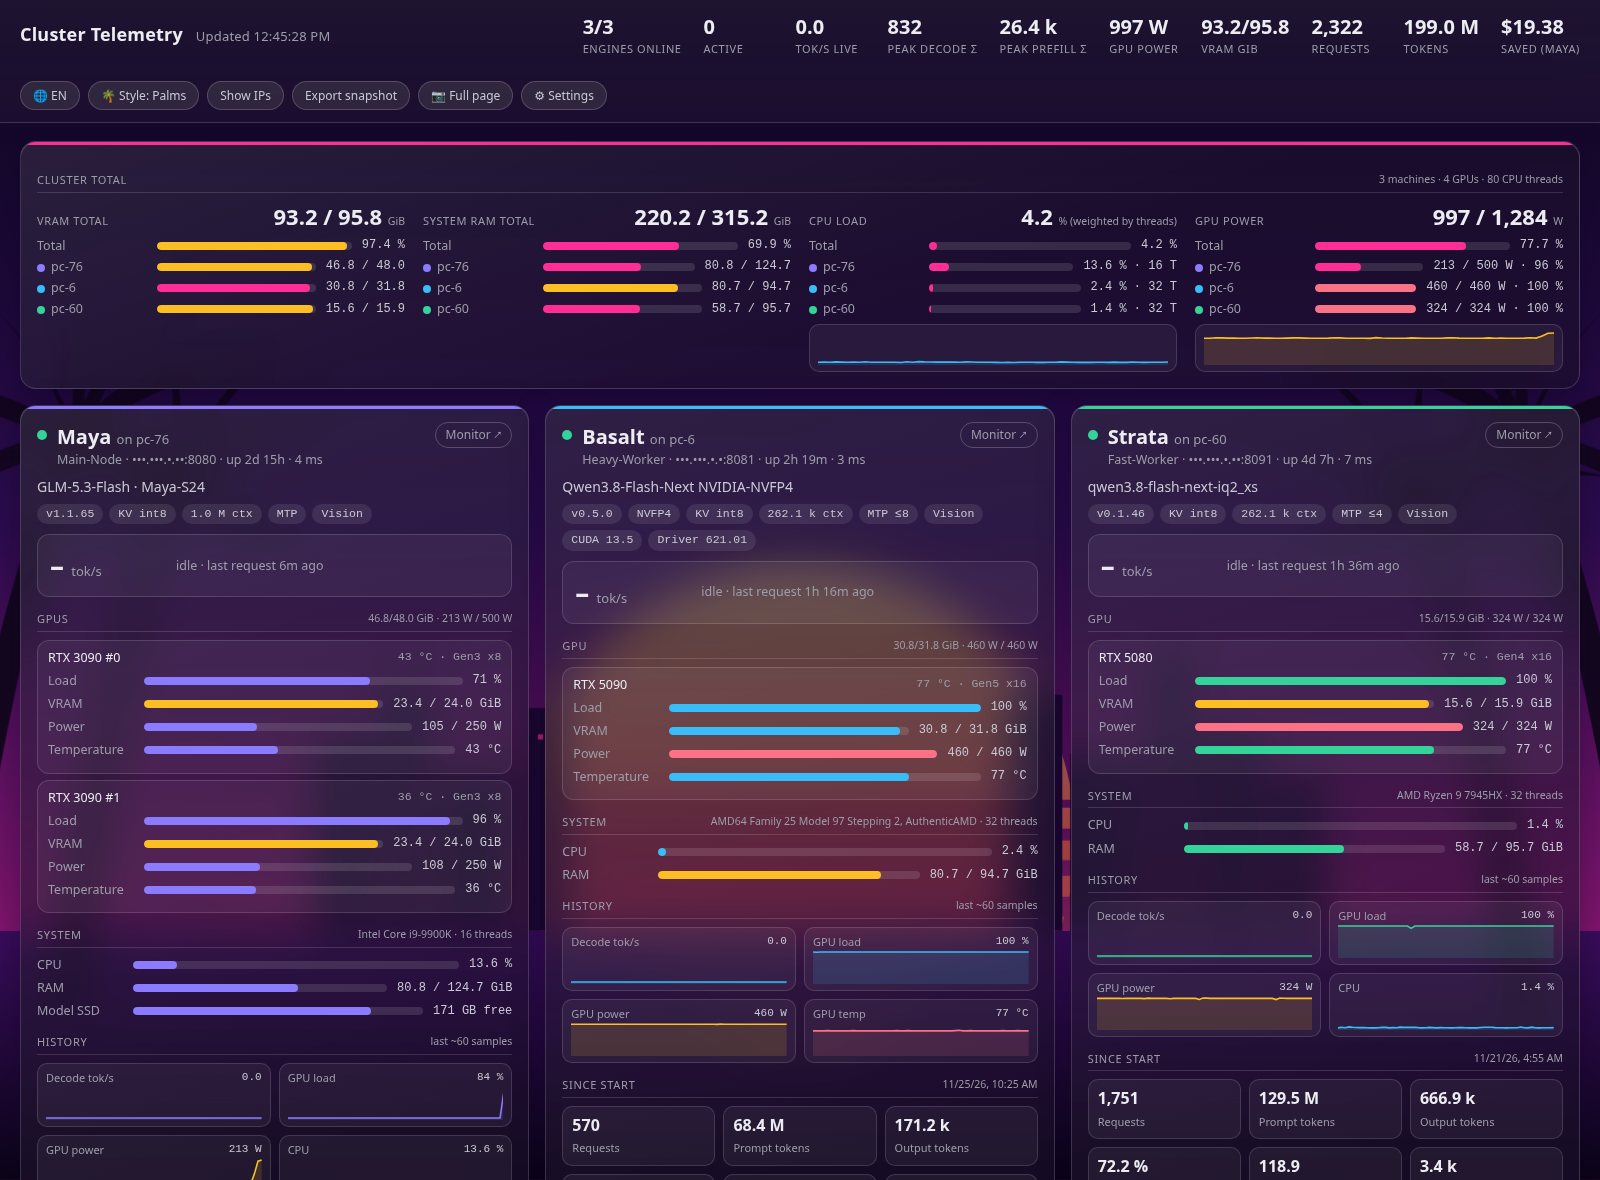 Cluster Telemetry Updated 12:45:28 PM
3/3 ENGINES ONLINE
0 ACTIVE
0.0 TOK/S LIVE
832 PEAK DECODE Σ
26.4 k PEAK PREFILL Σ
997 W GPU POWER
93.2/95.8 VRAM GIB
2,322 REQUESTS
199.0 M TOKENS
$19.38 SAVED (MAYA)
🌐 EN
🌴 Style: Palms
Show IPs
Export snapshot
📷 Full page
⚙ Settings
CLUSTER TOTAL 3 machines · 4 GPUs · 80 CPU threads
VRAM TOTAL 93.2 / 95.8 GiB
Total 97.4 %
pc-76 46.8 / 48.0
pc-6 30.8 / 31.8
pc-60 15.6 / 15.9
SYSTEM RAM TOTAL 220.2 / 315.2 GiB
Total 69.9 %
pc-76 80.8 / 124.7
pc-6 80.7 / 94.7
pc-60 58.7 / 95.7
CPU LOAD 4.2 % (weighted by threads)
Total 4.2 %
pc-76 13.6 % · 16 T
pc-6 2.4 % · 32 T
pc-60 1.4 % · 32 T
GPU POWER 997 / 1,284 W
Total 77.7 %
pc-76 213 / 500 W · 96 %
pc-6 460 / 460 W · 100 %
pc-60 324 / 324 W · 100 %
Maya on pc-76 Monitor ↗
Main-Node · •••.•••.•.••:8080 · up 2d 15h · 4 ms
GLM-5.3-Flash · Maya-S24
v1.1.65 KV int8 1.0 M ctx MTP Vision
– tok/s idle · last request 6m ago
GPUS 46.8/48.0 GiB · 213 W / 500 W
RTX 3090 #0 43 °C · Gen3 x8
Load 71 %
VRAM 23.4 / 24.0 GiB
Power 105 / 250 W
Temperature 43 °C
RTX 3090 #1 36 °C · Gen3 x8
Load 96 %
VRAM 23.4 / 24.0 GiB
Power 108 / 250 W
Temperature 36 °C
SYSTEM Intel Core i9-9900K · 16 threads
CPU 13.6 %
RAM 80.8 / 124.7 GiB
Model SSD 171 GB free
HISTORY last ~60 samples
Decode tok/s 0.0
GPU load 84 %
GPU power 213 W
CPU 13.6 %
Basalt on pc-6 Monitor ↗
Heavy-Worker · •••.•••.•.•:8081 · up 2h 19m · 3 ms
Qwen3.8-Flash-Next NVIDIA-NVFP4
v0.5.0 NVFP4 KV int8 262.1 k ctx MTP ≤8 Vision
CUDA 13.5 Driver 621.01
– tok/s idle · last request 1h 16m ago
GPU 30.8/31.8 GiB · 460 W / 460 W
RTX 5090 77 °C · Gen5 x16
Load 100 %
VRAM 30.8 / 31.8 GiB
Power 460 / 460 W
Temperature 77 °C
SYSTEM AMD64 Family 25 Model 97 Stepping 2, AuthenticAMD · 32 threads
CPU 2.4 %
RAM 80.7 / 94.7 GiB
HISTORY last ~60 samples
Decode tok/s 0.0
GPU load 100 %
GPU power 460 W
GPU temp 77 °C
SINCE START 11/25/26, 10:25 AM
570 Requests
68.4 M Prompt tokens
171.2 k Output tokens
Strata on pc-60 Monitor ↗
Fast-Worker · •••.•••.•.••:8091 · up 4d 7h · 7 ms
qwen3.8-flash-next-iq2_xs
v0.1.46 KV int8 262.1 k ctx MTP ≤4 Vision
– tok/s idle · last request 1h 36m ago
GPU 15.6/15.9 GiB · 324 W / 324 W
RTX 5080 77 °C · Gen4 x16
Load 100 %
VRAM 15.6 / 15.9 GiB
Power 324 / 324 W
Temperature 77 °C
SYSTEM AMD Ryzen 9 7945HX · 32 threads
CPU 1.4 %
RAM 58.7 / 95.7 GiB
HISTORY last ~60 samples
Decode tok/s 0.0
GPU load 100 %
GPU power 324 W
CPU 1.4 %
SINCE START 11/21/26, 4:55 AM
1,751 Requests
129.5 M Prompt tokens
666.9 k Output tokens
72.2 %
118.9
3.4 k